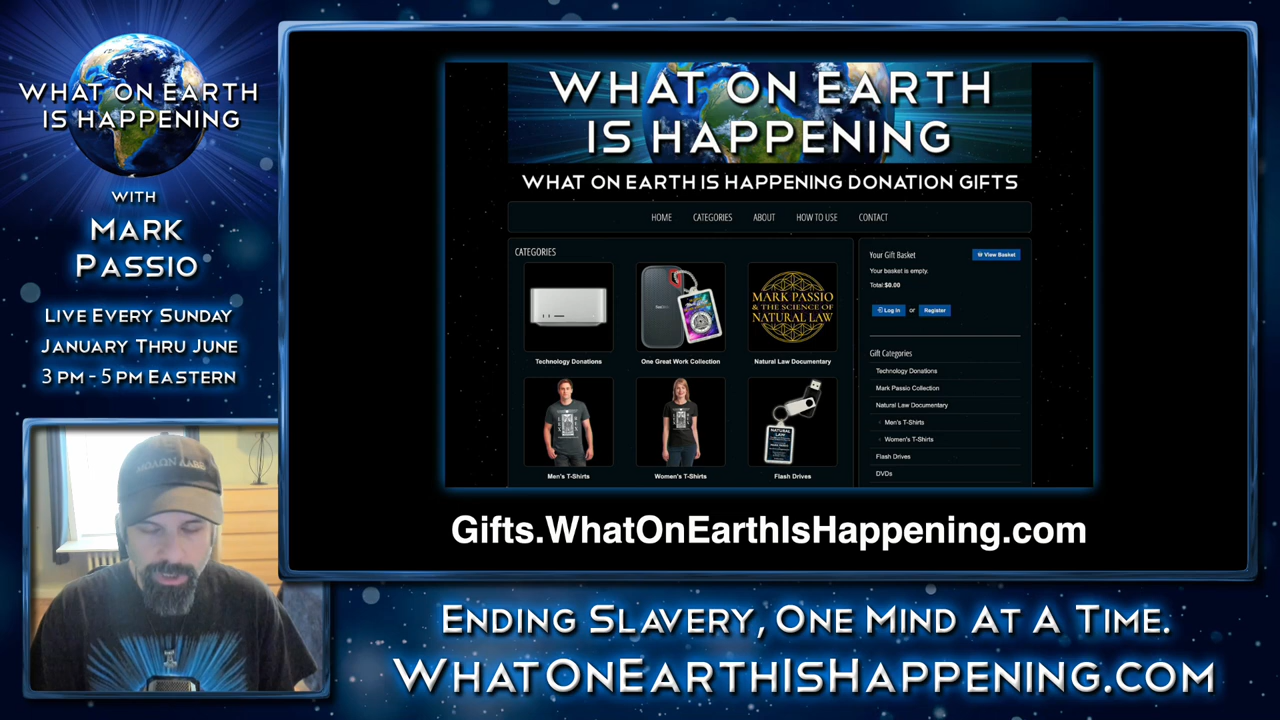 WHAT ON EARTH
IS HAPPENING
WITH
MARK
PASSIO
LIVE EVERY SUNDAY
JANUARY THRU JUNE
3 PM - 5 PM EASTERN
MOΛΩN ΛABE
WHAT ON EARTH
IS HAPPENING
WHAT ON EARTH IS HAPPENING DONATION GIFTS
HOME
CATEGORIES
ABOUT
HOW TO USE
CONTACT
CATEGORIES
Technology Donations
One Great Work Collection
MARK PASSIO
& THE SCIENCE OF
NATURAL LAW
Natural Law Documentary
Men's T-Shirts
Women's T-Shirts
NATURAL
LAW
Flash Drives
Your Gift Basket
View Basket
Your basket is empty.
Total:$0.00
Log In or Register
Gift Categories
Technology Donations
Mark Passio Collection
Natural Law Documentary
Men's T-Shirts
Women's T-Shirts
Flash Drives
DVDs
Gifts.WhatOnEarthIsHappening.com
ENDING SLAVERY, ONE MIND AT A TIME.
WHATONEARTHISHAPPENING.COM